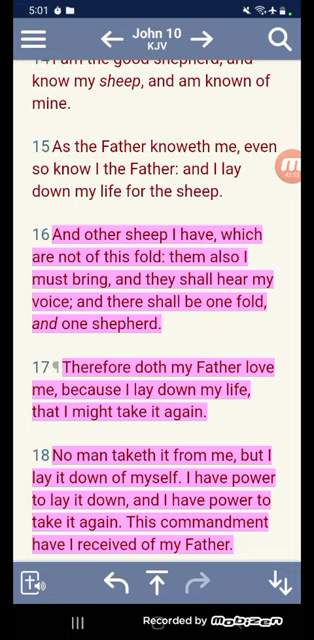 5:01
John 10
KJV
14 I am the good shepherd, and
know my sheep, and am known of
mine.
15 As the Father knoweth me, even
so know I the Father: and I lay
down my life for the sheep.
16 And other sheep I have, which
are not of this fold: them also I
must bring, and they shall hear my
voice; and there shall be one fold,
and one shepherd.
17 ¶ Therefore doth my Father love
me, because I lay down my life,
that I might take it again.
18 No man taketh it from me, but I
lay it down of myself. I have power
to lay it down, and I have power to
take it again. This commandment
have I received of my Father.
Recorded by mobizen